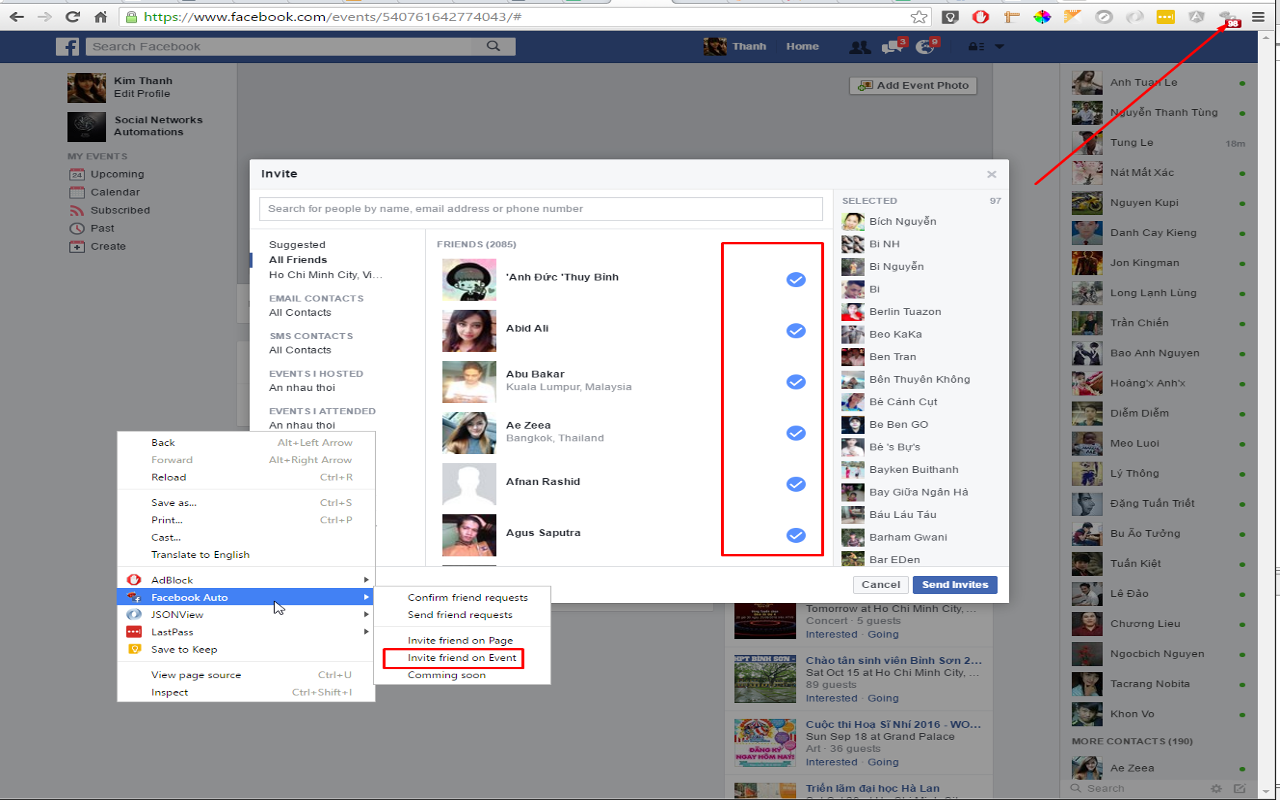 https://www.facebook.com/events/540761642774043/#
98
Search Facebook
Thanh
Home
3
9
Kim Thanh
Edit Profile
Social Networks
Automations
MY EVENTS
24 Upcoming
Calendar
Subscribed
Past
Create
Add Event Photo
Invite
Search for people by name, email address or phone number
Suggested
All Friends
Ho Chi Minh City, Vi...
EMAIL CONTACTS
All Contacts
SMS CONTACTS
All Contacts
EVENTS I HOSTED
An nhau thoi
EVENTS I ATTENDED
An nhau thoi
FRIENDS (2085)
'Anh Đức 'Thuy Bình
Abid Ali
Abu Bakar
Kuala Lumpur, Malaysia
Ae Zeea
Bangkok, Thailand
Afnan Rashid
Agus Saputra
SELECTED 97
Bích Nguyễn
Bi NH
Bi Nguyễn
Bi
Berlin Tuazon
Beo KaKa
Ben Tran
Bên Thuyên Không
Bé Cánh Cụt
Be Ben GO
Bé 's Bự's
Bayken Buithanh
Bay Giữa Ngân Hà
Báu Láu Táu
Barham Gwani
Bar EDen
Cancel
Send Invites
Back Alt+Left Arrow
Forward Alt+Right Arrow
Reload Ctrl+R
Save as... Ctrl+S
Print... Ctrl+P
Cast...
Translate to English
AdBlock
Facebook Auto
JSONView
LastPass
Save to Keep
View page source Ctrl+U
Inspect Ctrl+Shift+I
Confirm friend requests
Send friend requests
Invite friend on Page
Invite friend on Event
Comming soon
Tomorrow at Ho Chi Minh City, ...
Concert · 5 guests
Interested · Going
NPT BỈNH SƠN -
Chào tân sinh viên Bỉnh Sơn 2...
Sat Oct 15 at Ho Chi Minh City, ...
89 guests
Interested · Going
ĐĂNG KÝ
NGAY HÔM NAY!
Cuộc thi Hoạ Sĩ Nhí 2016 - WO...
Sun Sep 18 at Grand Palace
Art · 36 guests
Interested · Going
Triển lãm đại học Hà Lan
Anh Tuan Le
Nguyễn Thanh Tùng
Tung Le 18m
Nát Mất Xác
Nguyen Kupi
Danh Cay Kieng
Jon Kingman
Long Lạnh Lùng
Trần Chiến
Bao Anh Nguyen
Hoàng'x Anh'x
Diễm Diễm
Meo Luoi
Lý Thông
Đặng Tuấn Triết
Bu Ão Tưởng
Tuấn Kiệt
Lê Đảo
Chương Lieu
Ngocbich Nguyen
Tacrang Nobita
Khon Vo
MORE CONTACTS (190)
Ae Zeea
Search